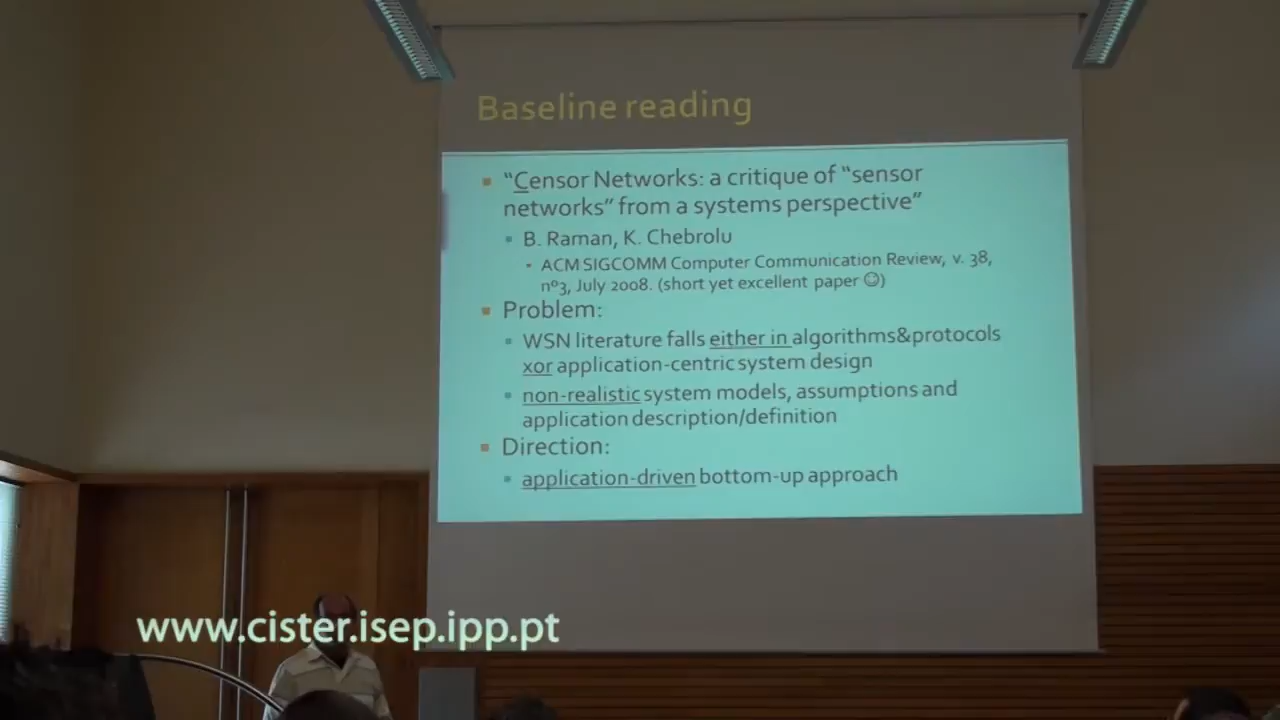 Baseline reading
"Censor Networks: a critique of "sensor
networks" from a systems perspective"
B. Raman, K. Chebrolu
ACM SIGCOMM Computer Communication Review, v. 38,
nº3, July 2008. (short yet excellent paper ☺)
Problem:
WSN literature falls either in algorithms&protocols
xor application-centric system design
non-realistic system models, assumptions and
application description/definition
Direction:
application-driven bottom-up approach
www.cister.isep.ipp.pt